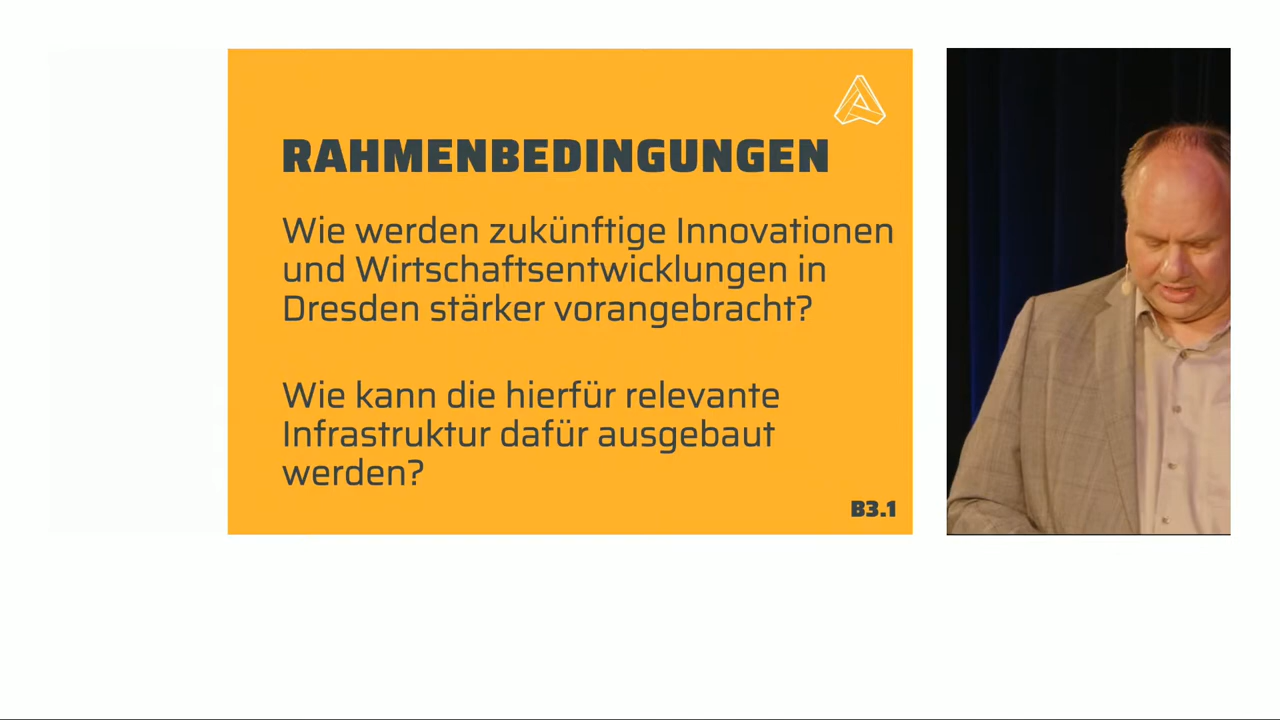 RAHMENBEDINGUNGEN
Wie werden zukünftige Innovationen
und Wirtschaftsentwicklungen in
Dresden stärker vorangebracht?
Wie kann die hierfür relevante
Infrastruktur dafür ausgebaut
werden?
B3.1